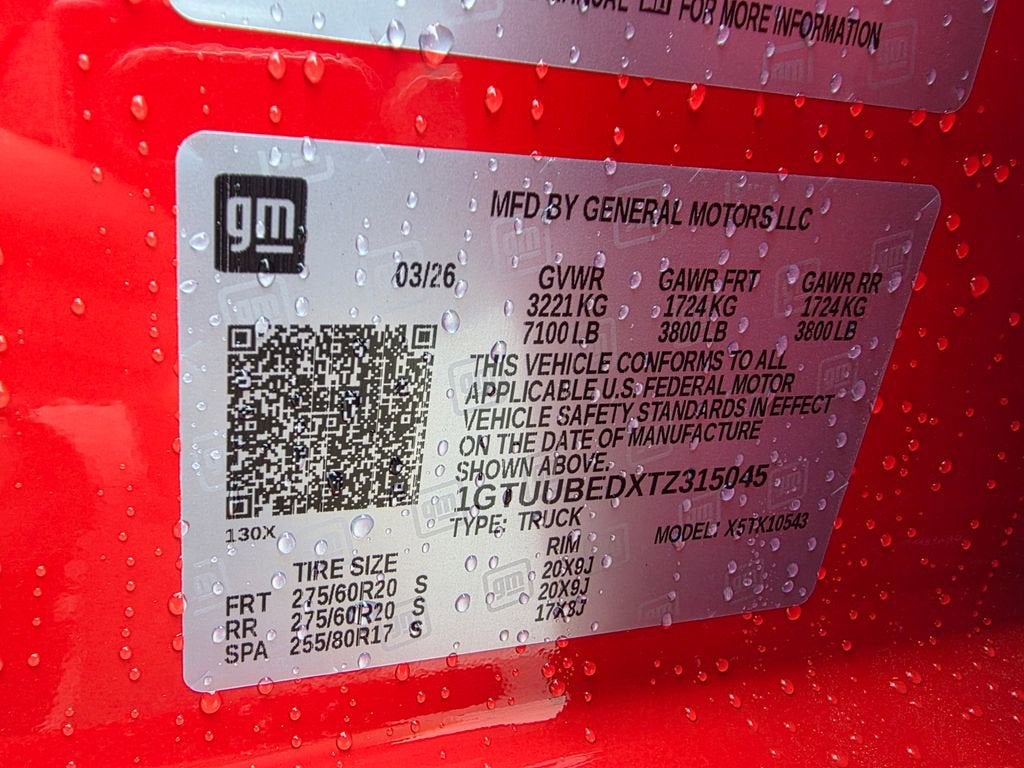 MANUAL FOR MORE INFORMATION
gm
MFD BY GENERAL MOTORS LLC
03/26
GVWR GAWR FRT GAWR RR
3221 KG 1724 KG 1724 KG
7100 LB 3800 LB 3800 LB
THIS VEHICLE CONFORMS TO ALL
APPLICABLE U.S. FEDERAL MOTOR
VEHICLE SAFETY STANDARDS IN EFFECT
ON THE DATE OF MANUFACTURE
SHOWN ABOVE.
1GTUUBEDXTZ315045
TYPE: TRUCK MODEL: X5TK10543
130X
TIRE SIZE RIM
FRT 275/60R20 S 20X9J
RR 275/60R20 S 20X9J
SPA 255/80R17 S 17X8J